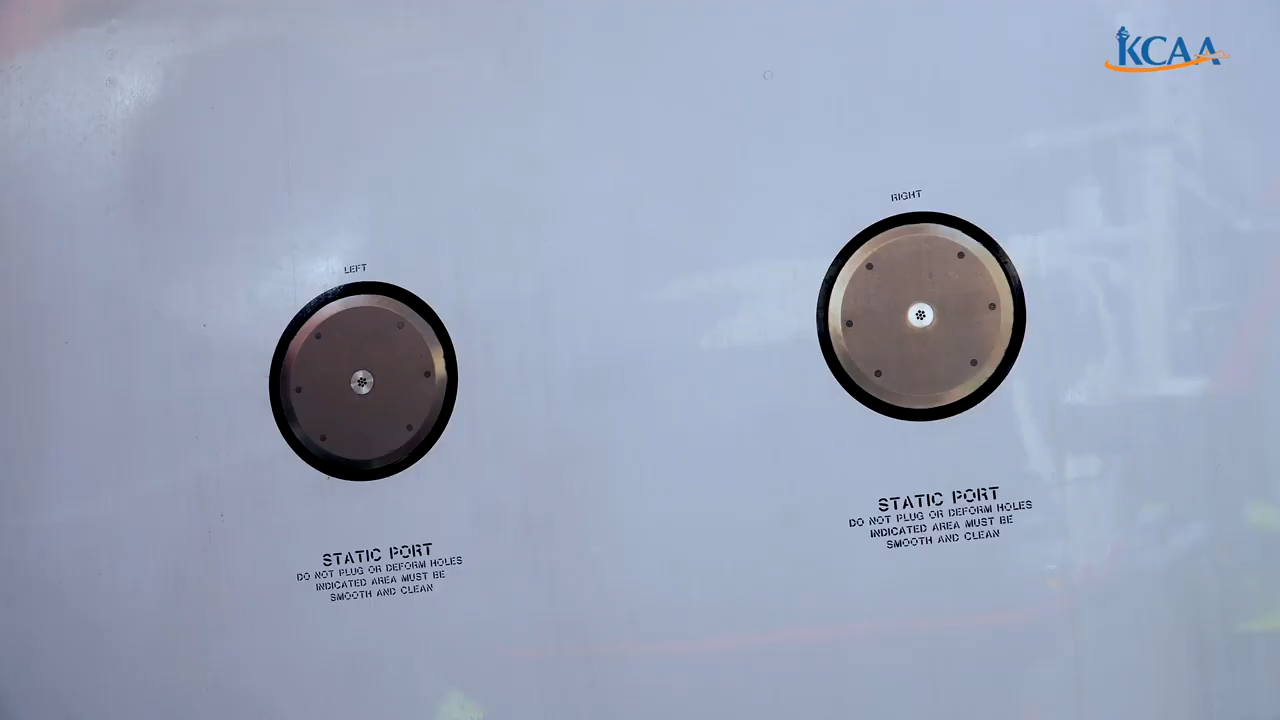 KCAA
LEFT
STATIC PORT
DO NOT PLUG OR DEFORM HOLES
INDICATED AREA MUST BE
SMOOTH AND CLEAN
RIGHT
STATIC PORT
DO NOT PLUG OR DEFORM HOLES
INDICATED AREA MUST BE
SMOOTH AND CLEAN